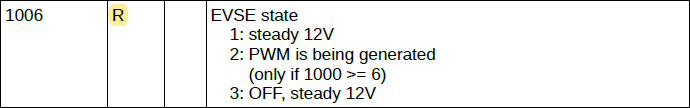 1006 R EVSE state
1: steady 12V
2: PWM is being generated
(only if 1000 >= 6)
3: OFF, steady 12V